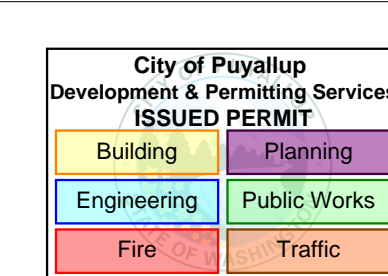 City of Puyallup
Development & Permitting Services
ISSUED PERMIT
Building Planning
Engineering Public Works
Fire Traffic